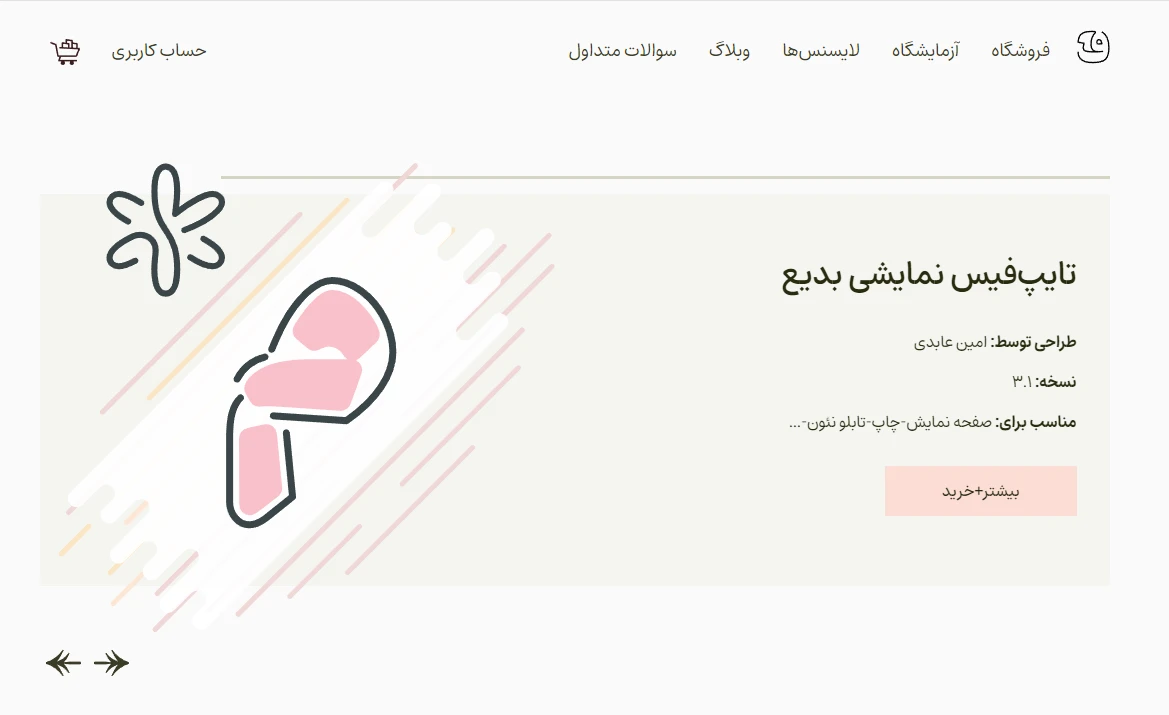 فروشگاه آزمایشگاه لایسنس‌ها وبلاگ سوالات متداول حساب کاربری
تایپ‌فیس نمایشی بدیع
طراحی توسط: امین عابدی
نسخه: ۳.۱
مناسب برای: صفحه نمایش-چاپ-تابلو نئون-...
بیشتر+خرید